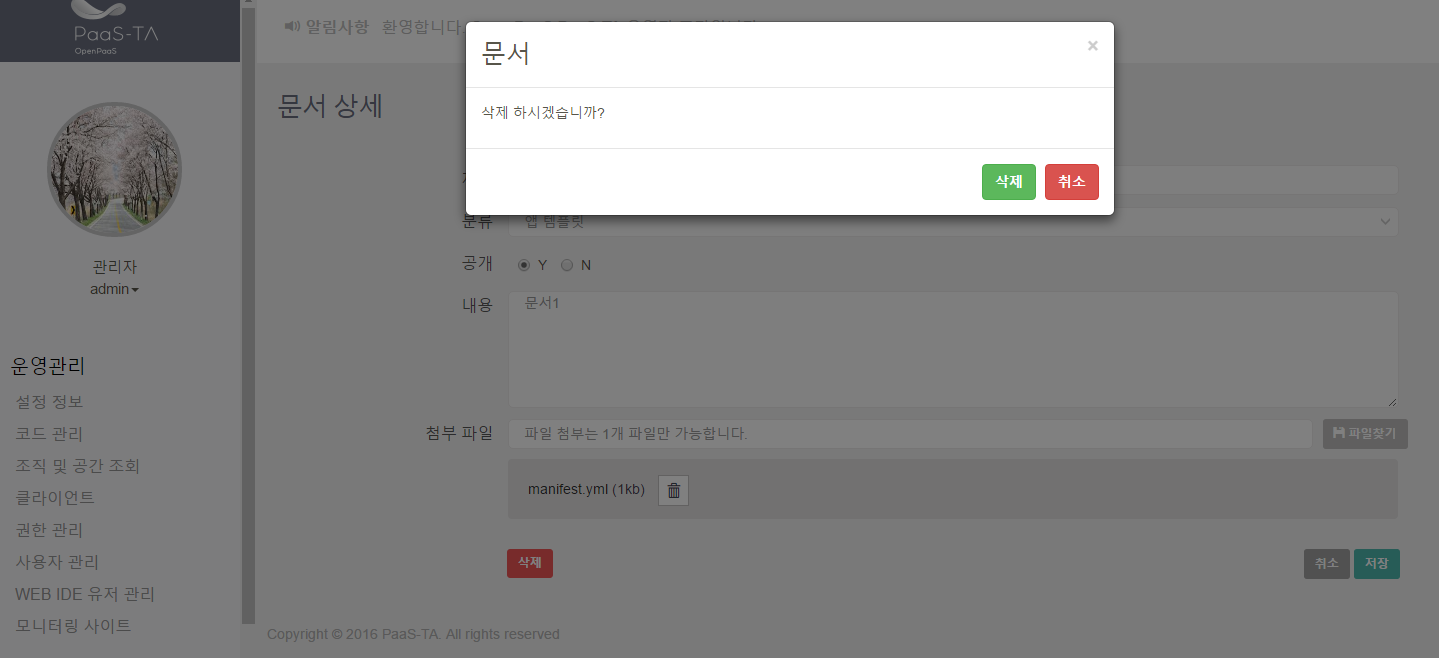 PaaS-TA
OpenPaaS
알림사항 환영합니다.
문서
×
삭제 하시겠습니까?
삭제 취소
문서 상세
분류 앱 템플릿
공개 Y N
내용 문서1
첨부 파일 파일 첨부는 1개 파일만 가능합니다. 파일찾기
manifest.yml (1kb)
삭제 취소 저장
관리자
admin
운영관리
설정 정보
코드 관리
조직 및 공간 조회
클라이언트
권한 관리
사용자 관리
WEB IDE 유저 관리
모니터링 사이트
Copyright © 2016 PaaS-TA. All rights reserved